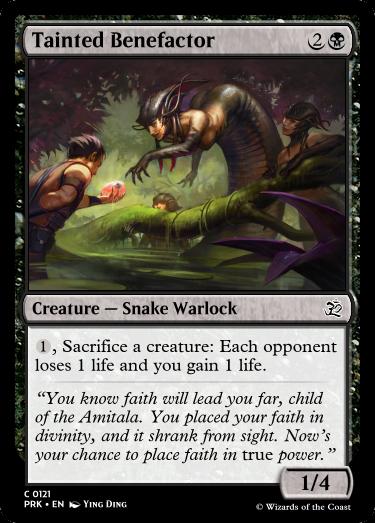 Tainted Benefactor 2
Creature — Snake Warlock
1, Sacrifice a creature: Each opponent
loses 1 life and you gain 1 life.
“You know faith will lead you far, child
of the Amitala. You placed your faith in
divinity, and it shrank from sight. Now’s
your chance to place faith in true power.”
1/4
C 0121
PRK • EN Ying Ding
© Wizards of the Coast